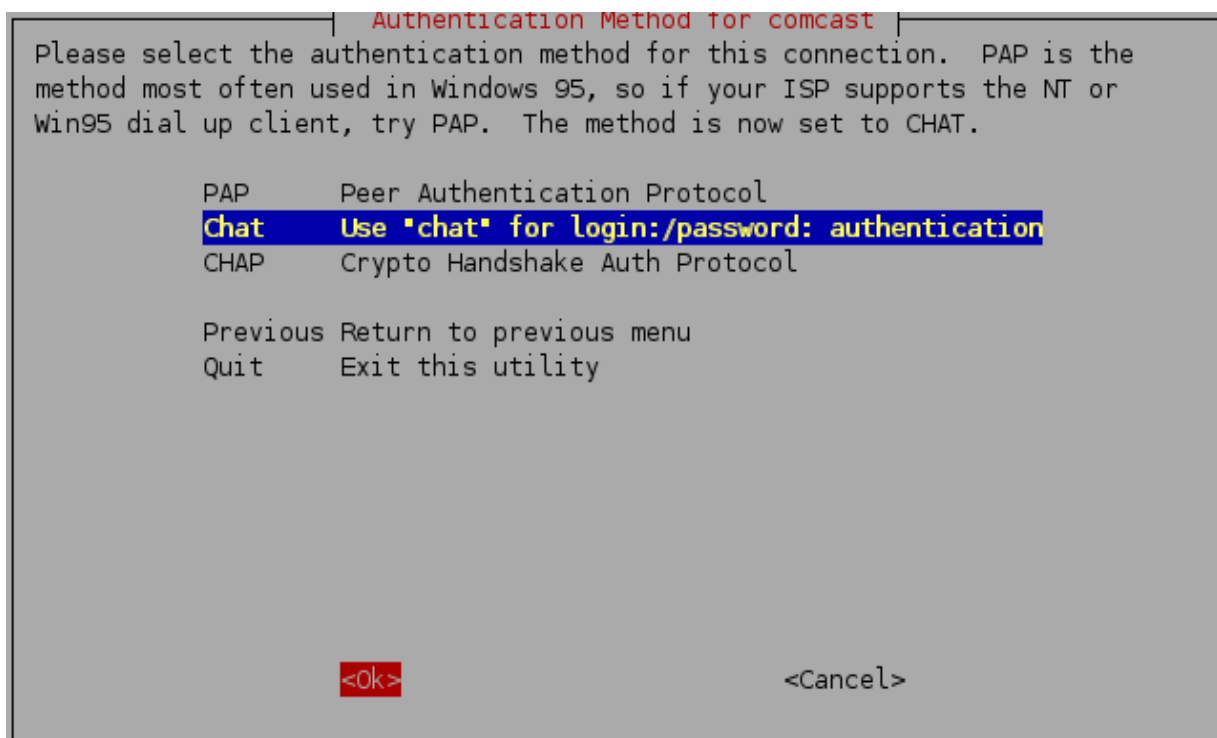 Authentication Method for comcast
Please select the authentication method for this connection.  PAP is the
method most often used in Windows 95, so if your ISP supports the NT or
Win95 dial up client, try PAP.  The method is now set to CHAT.
PAP Peer Authentication Protocol
Chat Use "chat" for login:/password: authentication
CHAP Crypto Handshake Auth Protocol
Previous Return to previous menu
Quit Exit this utility
<Ok> <Cancel>